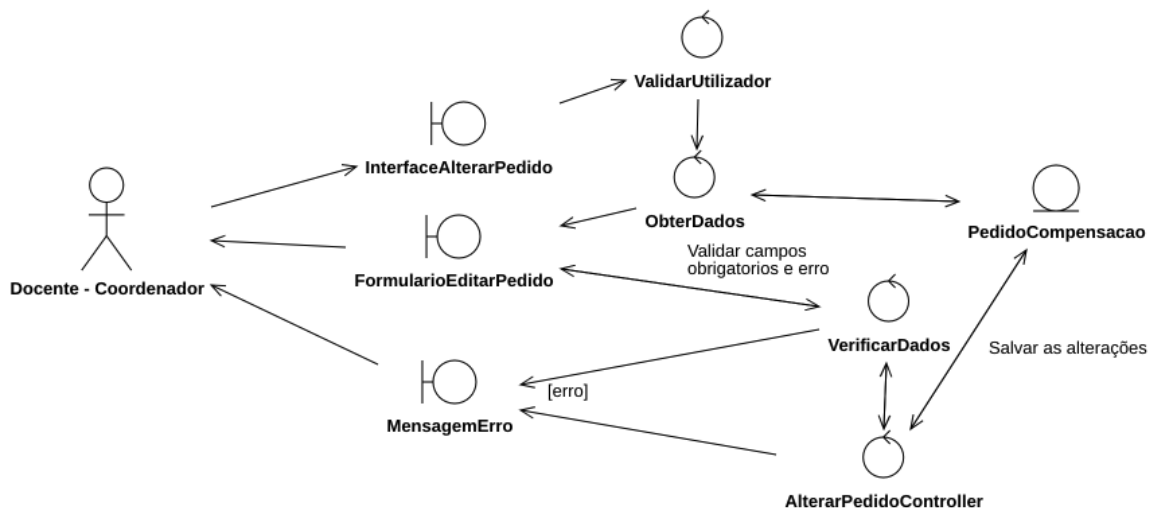 ValidarUtilizador
InterfaceAlterarPedido
ObterDados
PedidoCompensacao
Validar campos
obrigatorios e erro
FormularioEditarPedido
Docente - Coordenador
VerificarDados
Salvar as alterações
[erro]
MensagemErro
AlterarPedidoController